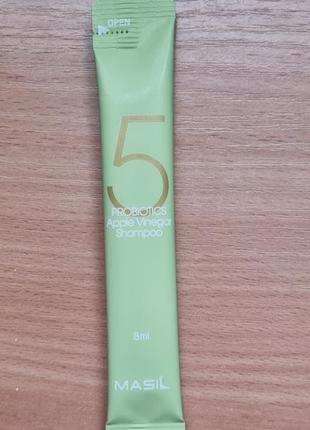 OPEN
5
PROBIOTICS
Apple Vinegar
Shampoo
8ml
MASIL